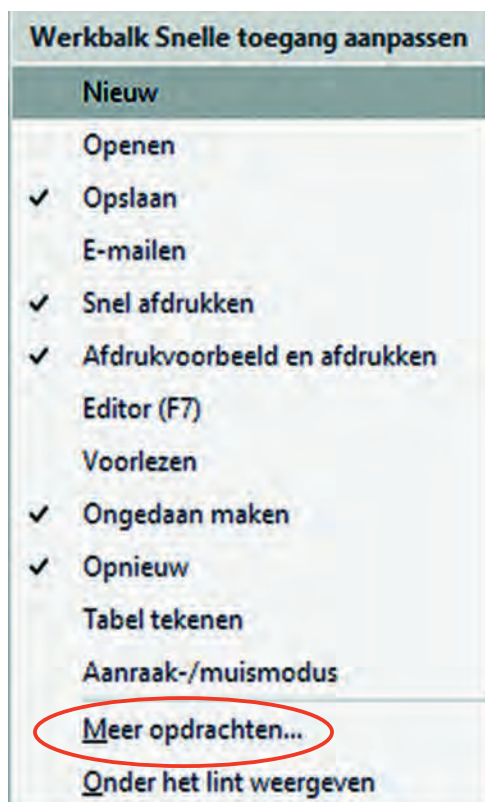 Werkbalk Snelle toegang aanpassen
Nieuw
Openen
Opslaan
E-mailen
Snel afdrukken
Afdrukvoorbeeld en afdrukken
Editor (F7)
Voorlezen
Ongedaan maken
Opnieuw
Tabel tekenen
Aanraak-/muismodus
Meer opdrachten...
Onder het lint weergeven